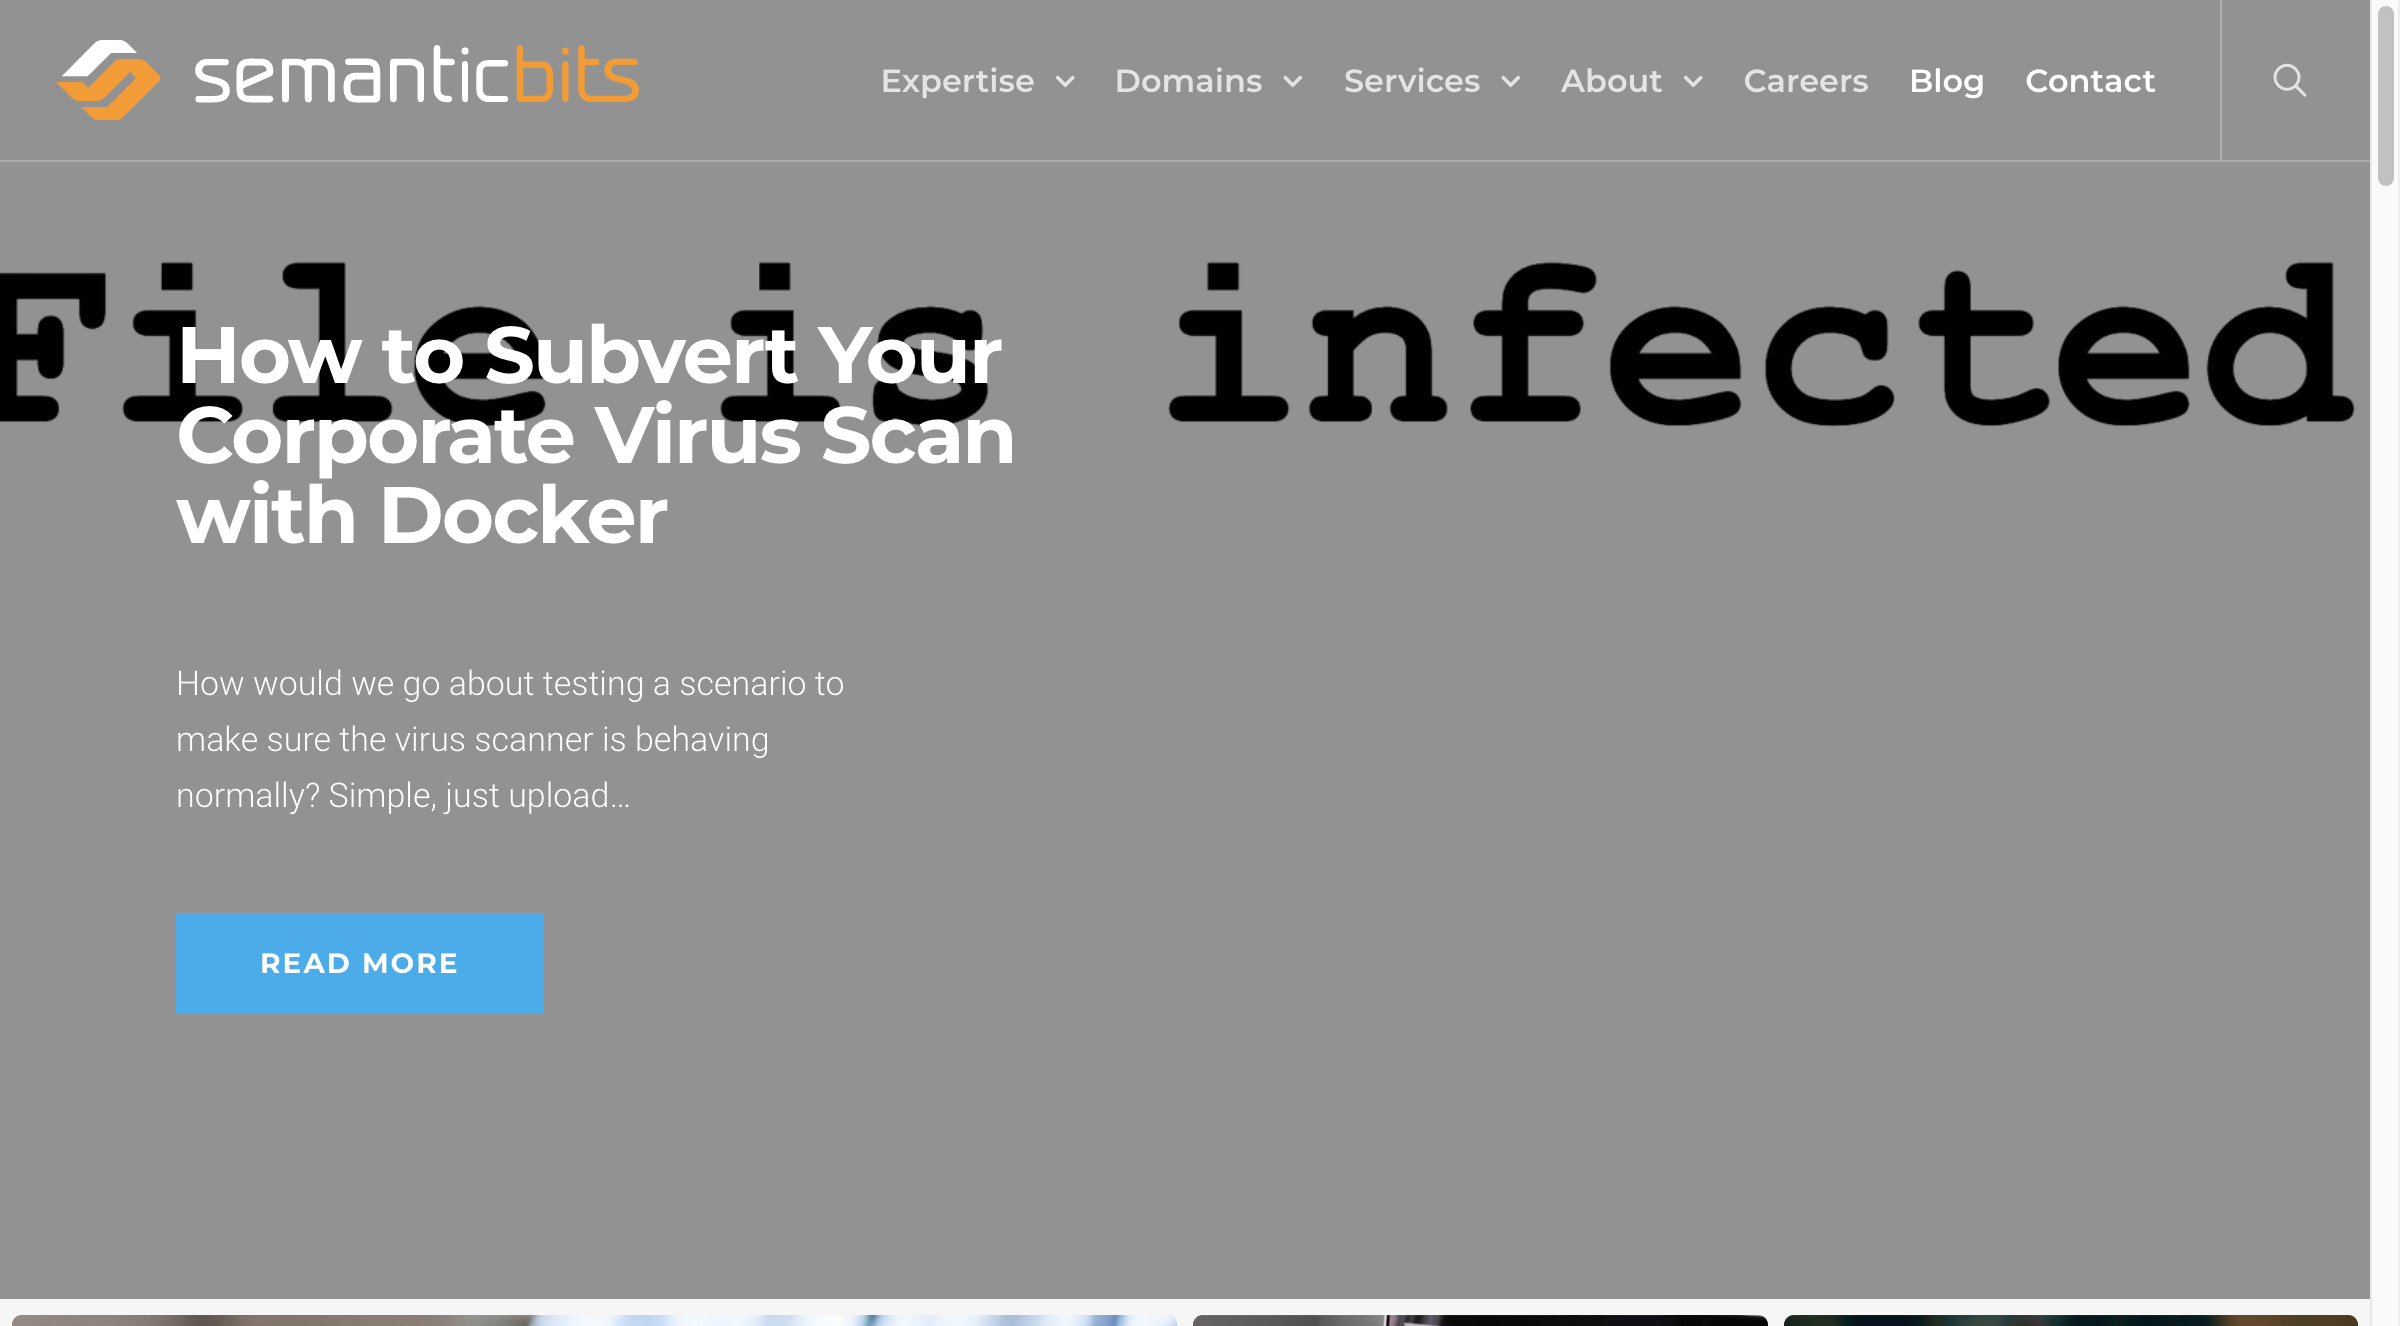 semanticbits
Expertise Domains Services About Careers Blog Contact
File is infected
How to Subvert Your
Corporate Virus Scan
with Docker
How would we go about testing a scenario to
make sure the virus scanner is behaving
normally? Simple, just upload...
READ MORE